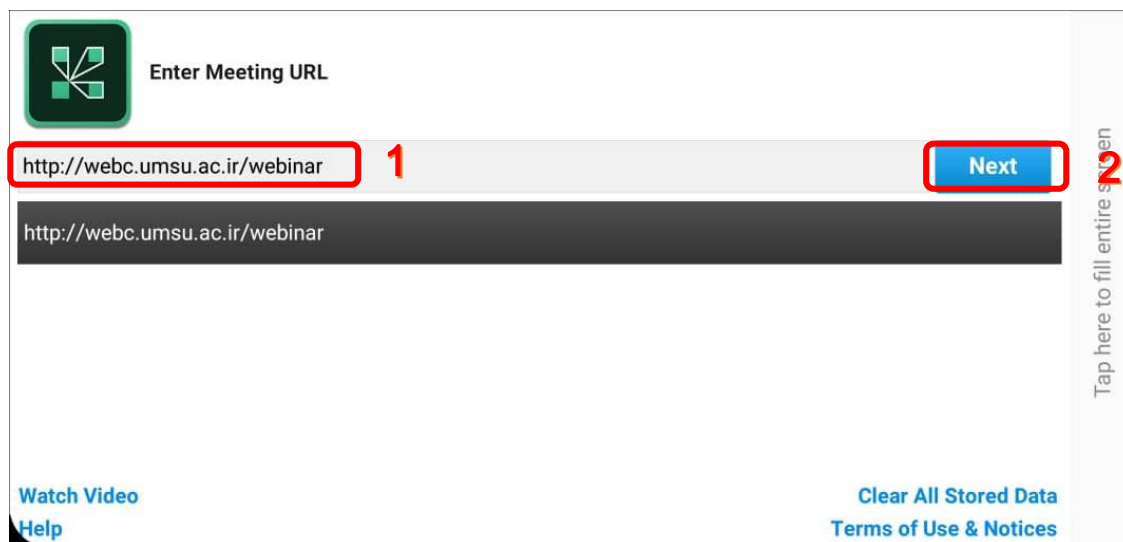 Enter Meeting URL
http://webc.umsu.ac.ir/webinar
1
Next
2
http://webc.umsu.ac.ir/webinar
Tap here to fill entire screen
Watch Video
Clear All Stored Data
Help
Terms of Use & Notices